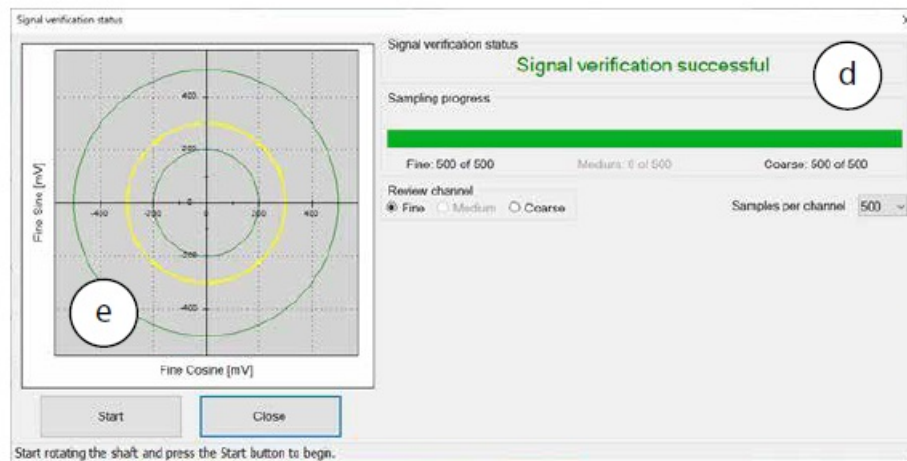 Signal verification status
X
Signal verification status
Signal verification successful
d
Sampling progress
Fine: 500 of 500
Medium: 0 of 500
Coarse: 500 of 500
Review channel
Fine
Medium
Coarse
Samples per channel
500
Fine Sine [mV]
400
200
0
-200
-400
-400
-200
0
200
400
e
Fine Cosine [mV]
Start
Close
Start rotating the shaft and press the Start button to begin.